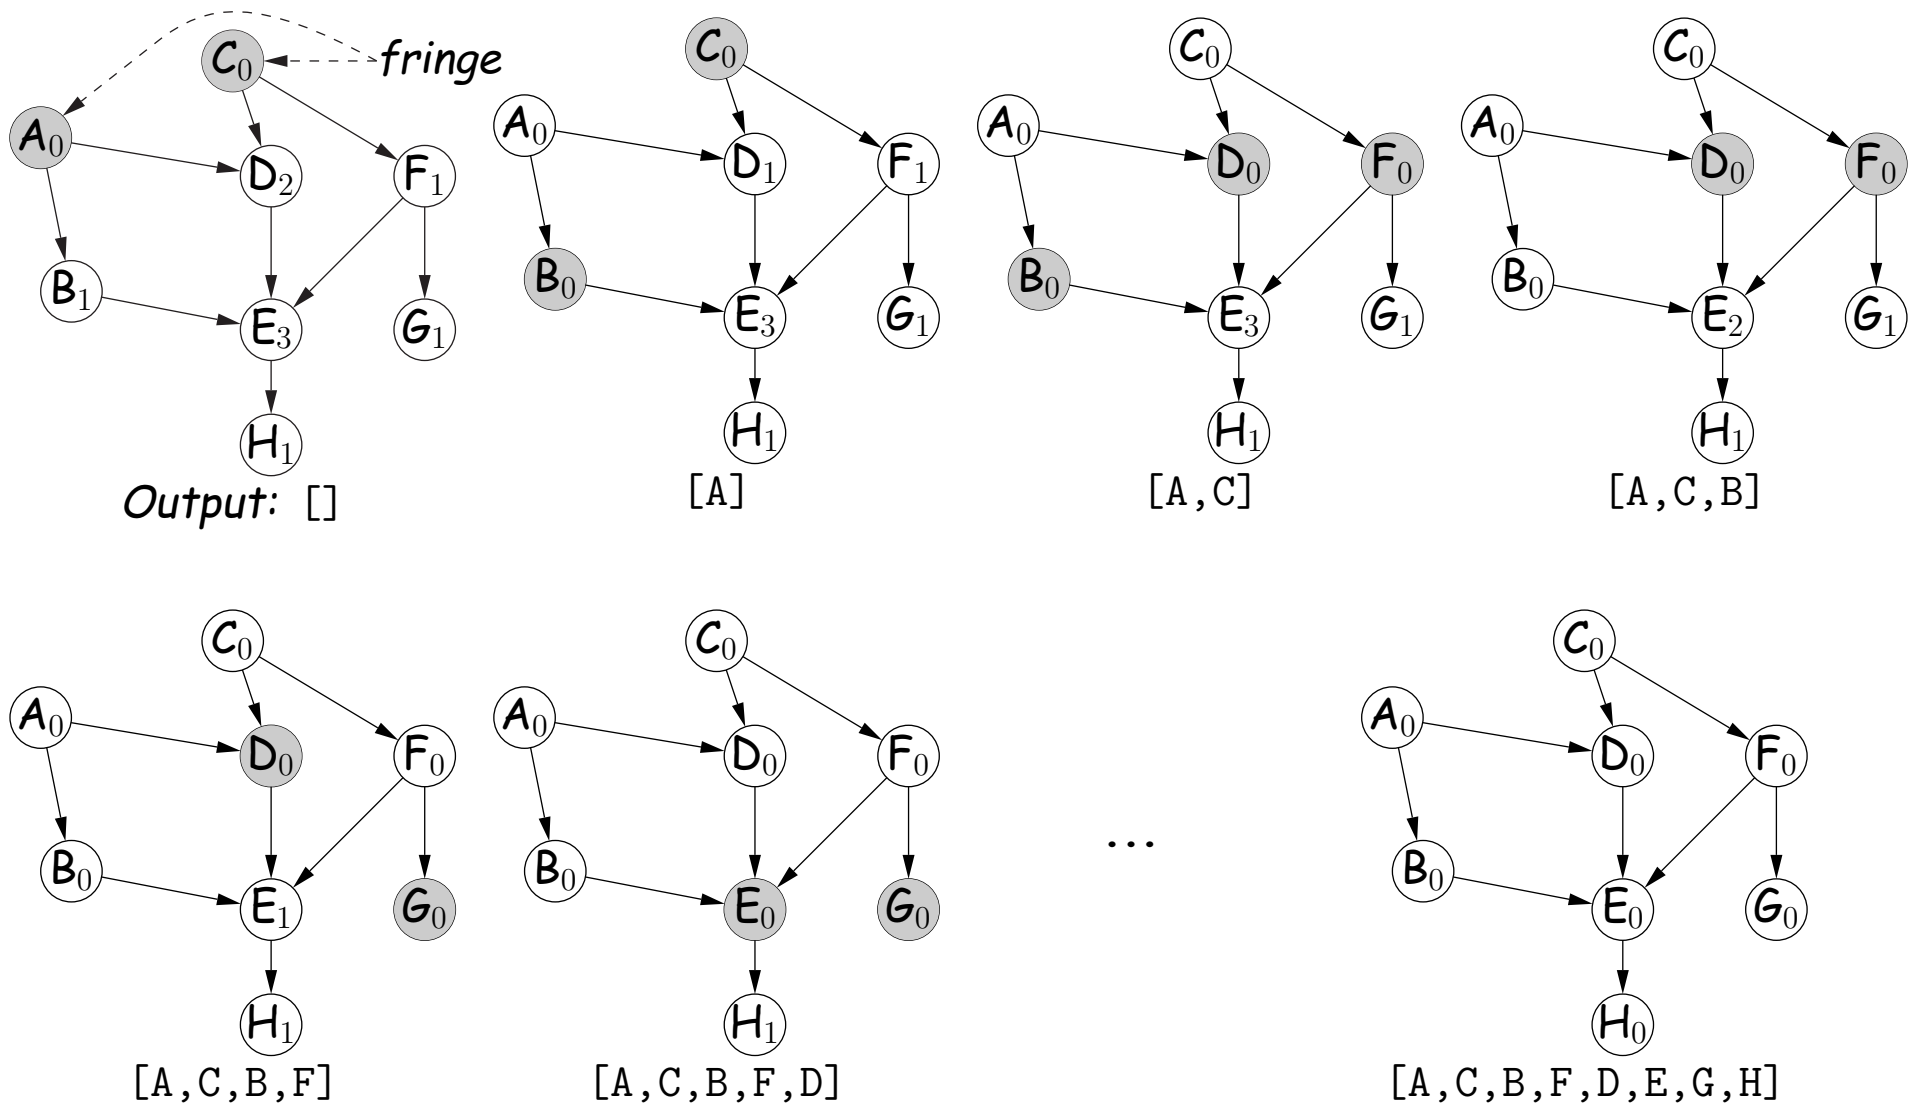 C0 fringe
A0
D2 F1
B1
E3 G1
H1
Output: []
C0
A0
D1 F1
B0
E3 G1
H1
[A]
C0
A0
D0 F0
B0
E3 G1
H1
[A,C]
C0
A0
D0 F0
B0
E2 G1
H1
[A,C,B]
C0
A0
D0 F0
B0
E1 G0
H1
[A,C,B,F]
C0
A0
D0 F0
B0
E0 G0
H1
[A,C,B,F,D]
...
C0
A0
D0 F0
B0
E0 G0
H0
[A,C,B,F,D,E,G,H]